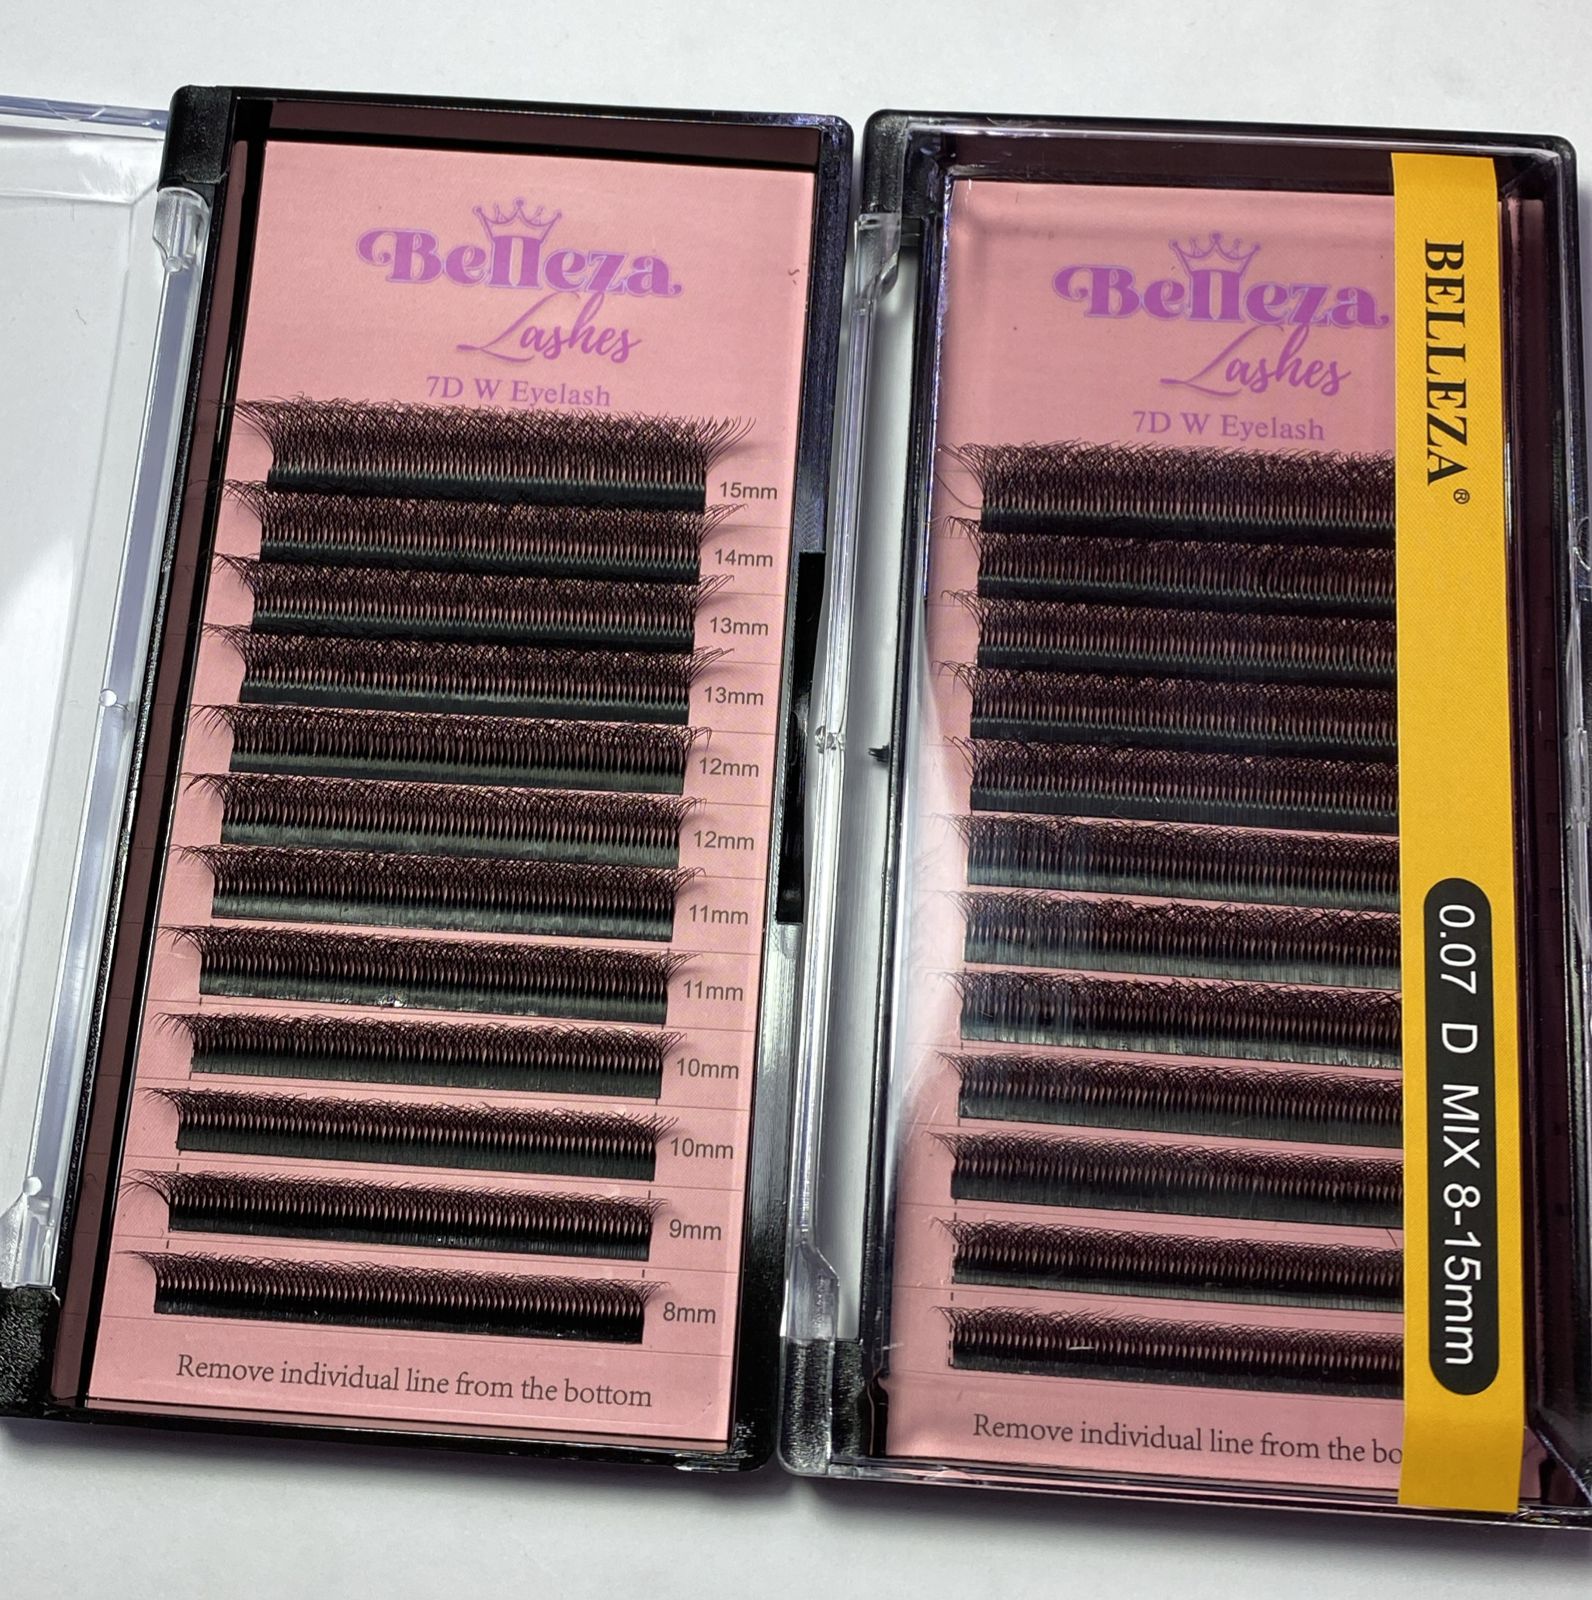 Belleza
Lashes
7D W Eyelash
15mm
14mm
13mm
13mm
12mm
12mm
11mm
11mm
10mm
10mm
9mm
8mm
Remove individual line from the bottom
Belleza
Lashes
7D W Eyelash
Remove individual line from the bo
BELLEZA®
0.07 D MIX 8-15mm